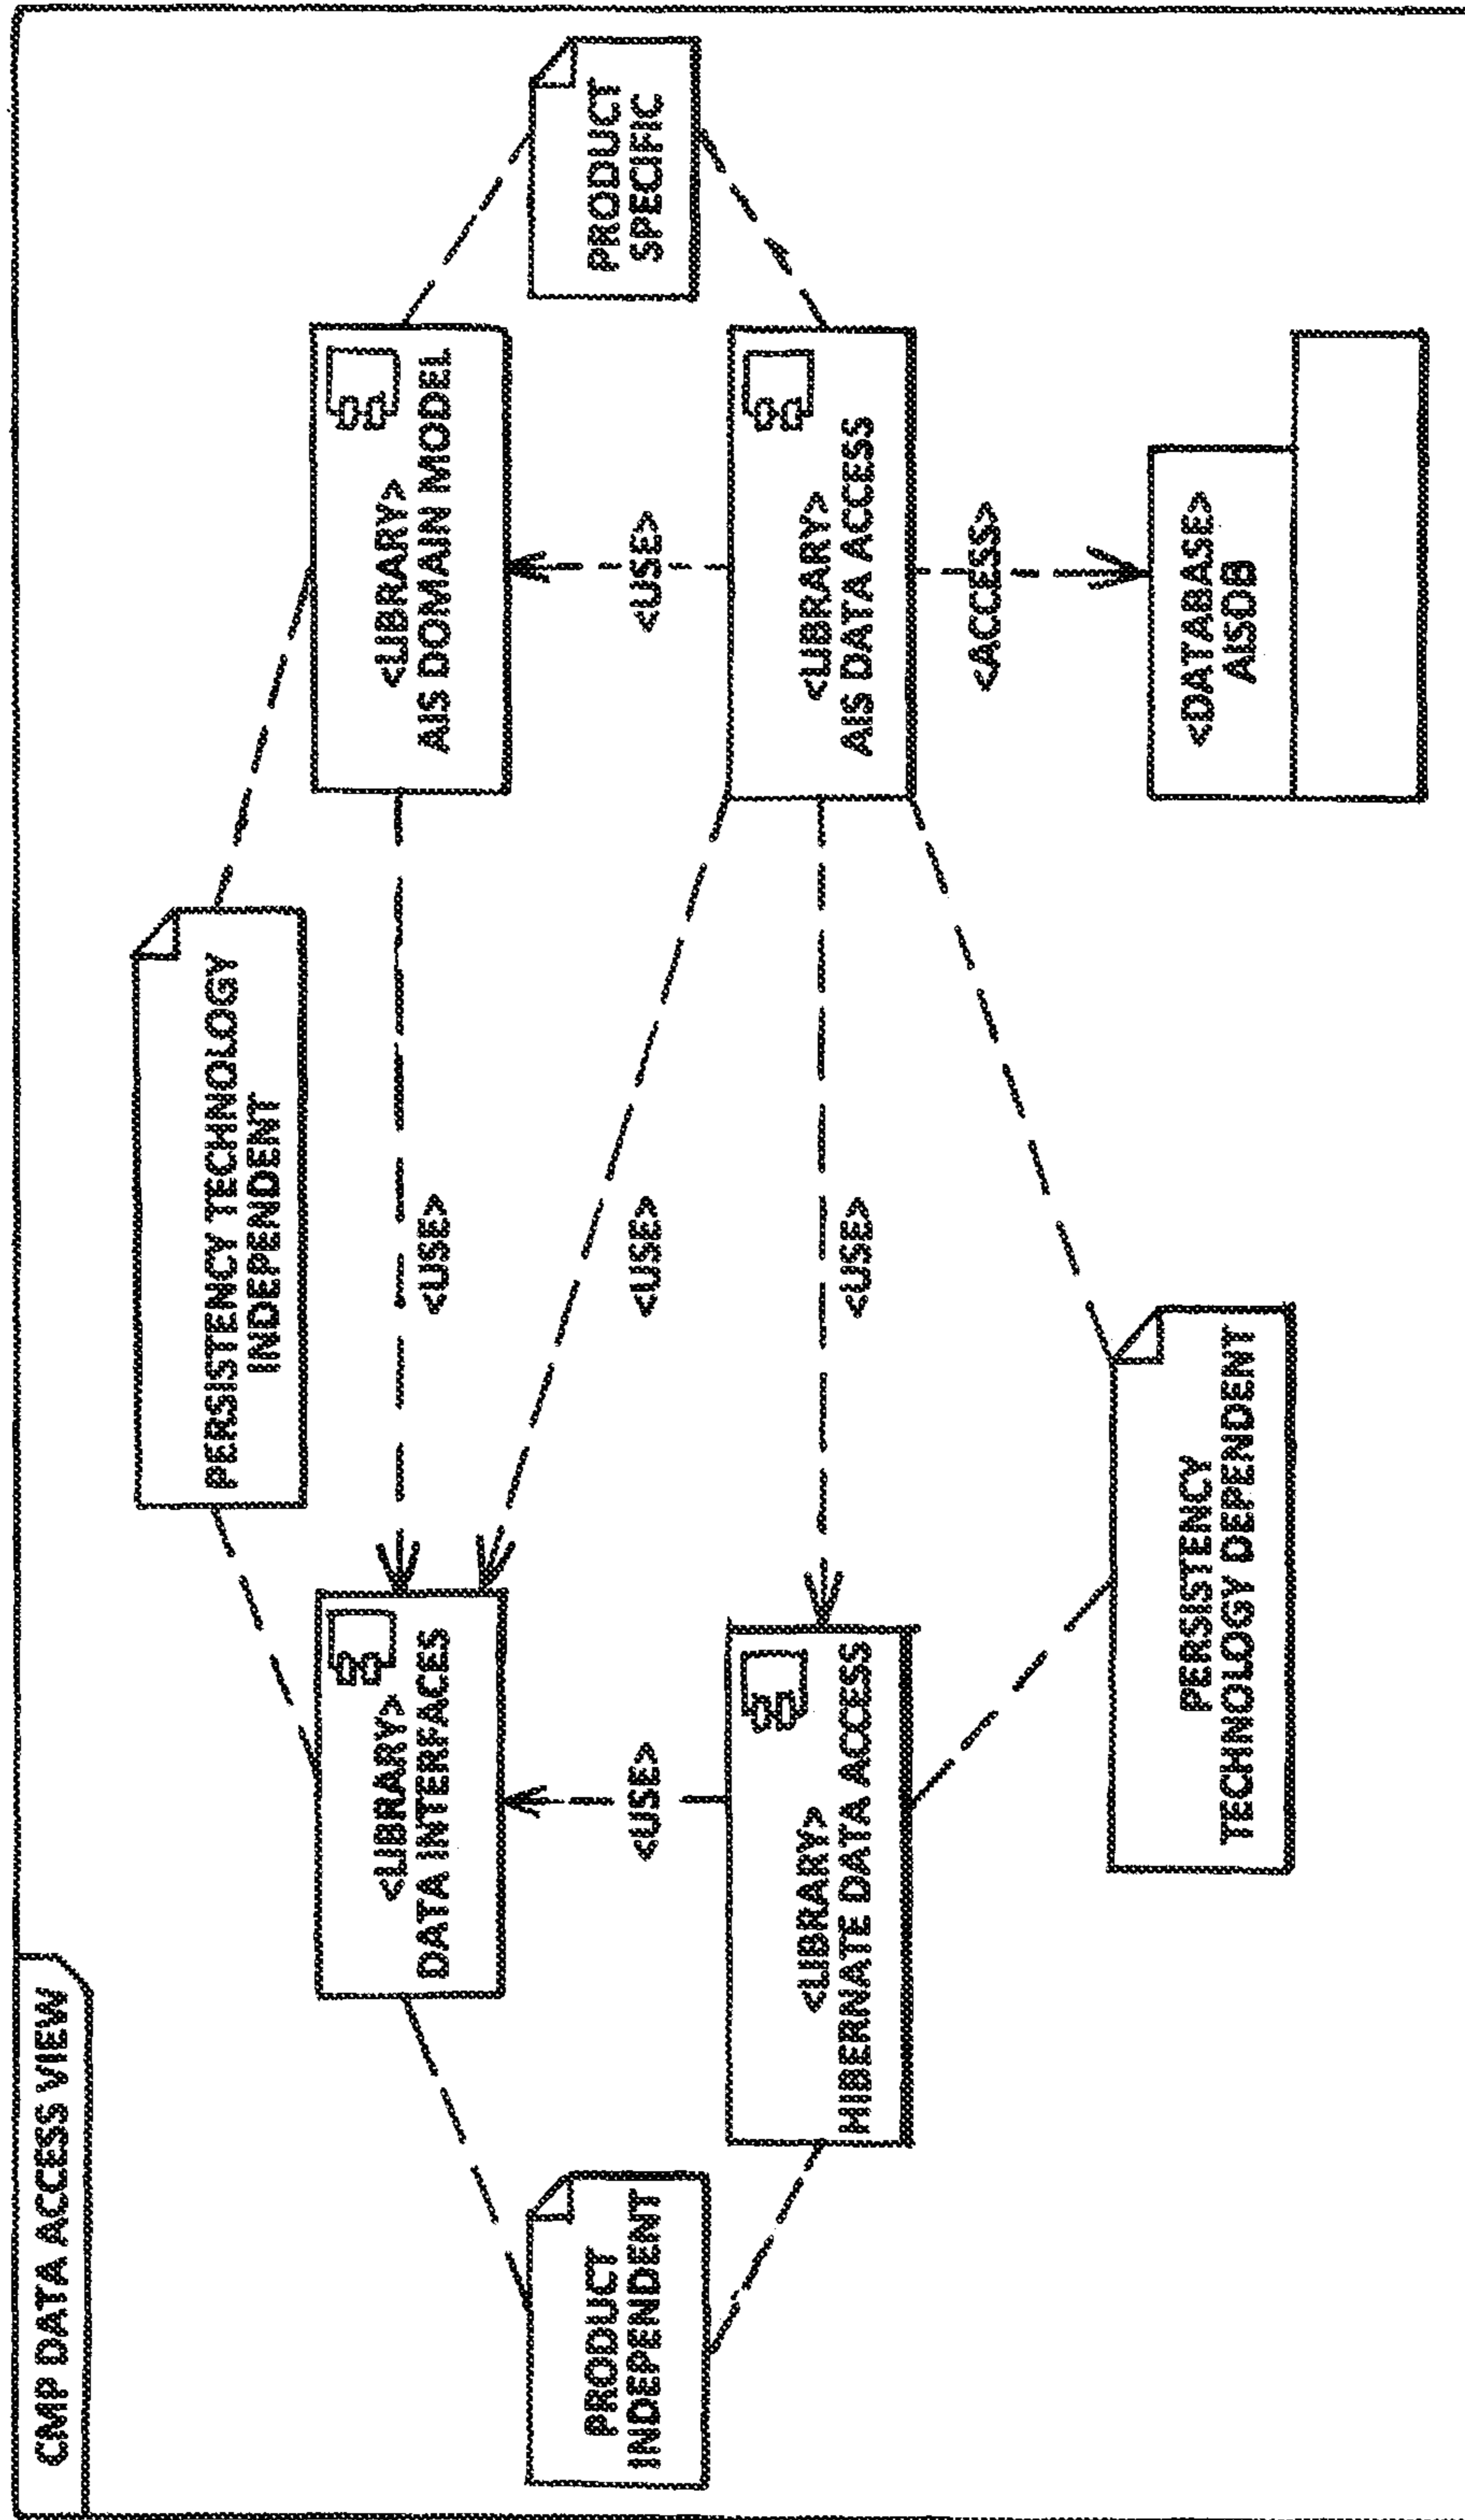 CMP DATA ACCESS VIEW
PERSISTENCY TECHNOLOGY
INDEPENDENT
<LIBRARY>
DATA INTERFACES
<USE>
<LIBRARY>
AIS DOMAIN MODEL
PRODUCT
INDEPENDENT
<USE>
<USE>
<USE>
PRODUCT
SPECIFIC
<LIBRARY>
HIBERNATE DATA ACCESS
<USE>
<LIBRARY>
AIS DATA ACCESS
<ACCESS>
PERSISTENCY
TECHNOLOGY DEPENDENT
<DATABASE>
AISDB